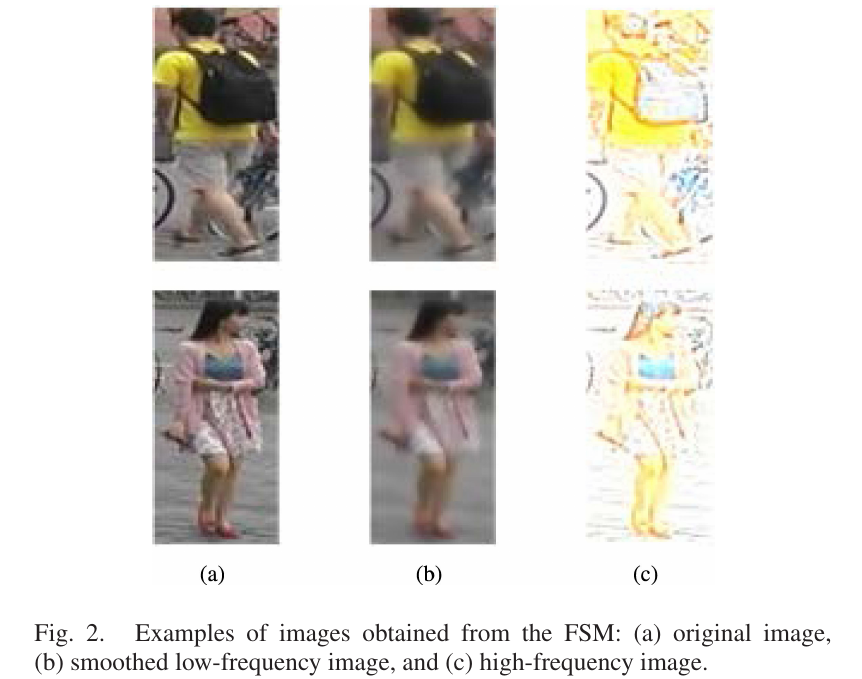 (a) (b) (c)
Fig. 2. Examples of images obtained from the FSM: (a) original image,
(b) smoothed low-frequency image, and (c) high-frequency image.